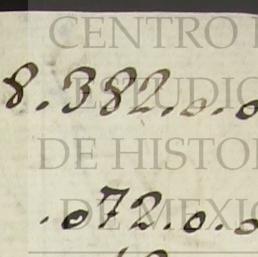 CENTRO
8.382.0.0
ESTUDIO
DE HISTO
.072.0.0
DE MEXIC